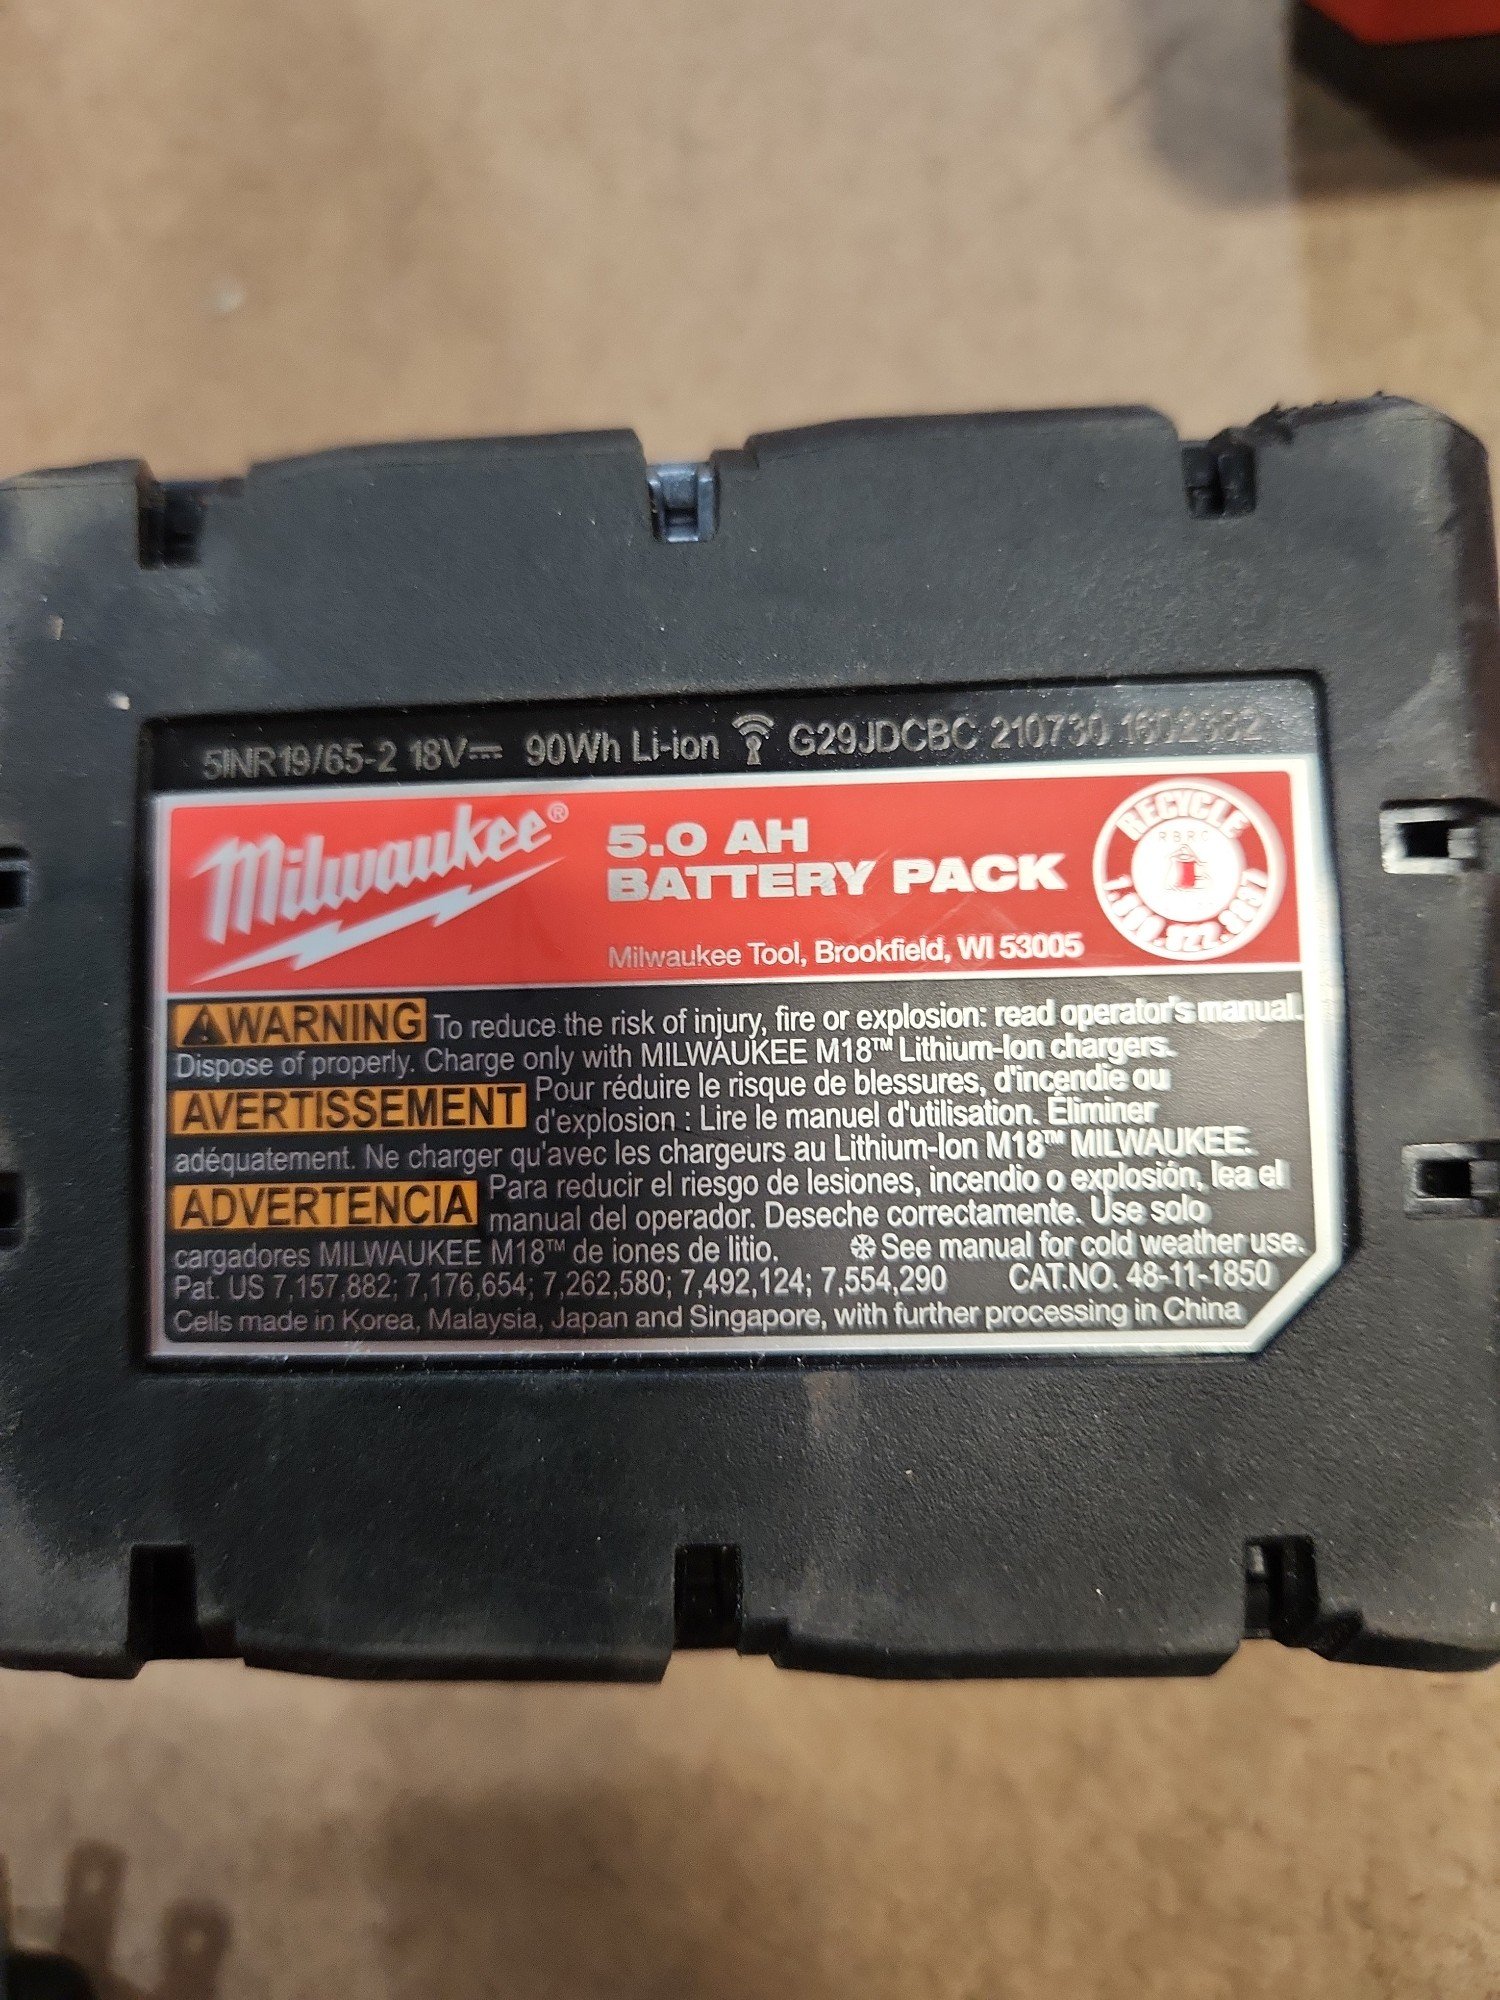 5INR19/65-2 18V⎓ 90Wh Li-ion G29JDCBC 210730
Milwaukee®
5.0 AH
BATTERY PACK
Milwaukee Tool, Brookfield, WI 53005
RECYCLE
RBRC
1.800.822.8837
⚠WARNING To reduce the risk of injury, fire or explosion: read operator's manual.
Dispose of properly. Charge only with MILWAUKEE M18™ Lithium-Ion chargers.
AVERTISSEMENT Pour réduire le risque de blessures, d'incendie ou
d'explosion : Lire le manuel d'utilisation. Éliminer
adéquatement. Ne charger qu'avec les chargeurs au Lithium-Ion M18™ MILWAUKEE.
ADVERTENCIA Para reducir el riesgo de lesiones, incendio o explosión, lea el
manual del operador. Deseche correctamente. Use solo
cargadores MILWAUKEE M18™ de iones de litio. ❄ See manual for cold weather use.
Pat. US 7,157,882; 7,176,654; 7,262,580; 7,492,124; 7,554,290 CAT.NO. 48-11-1850
Cells made in Korea, Malaysia, Japan and Singapore, with further processing in China